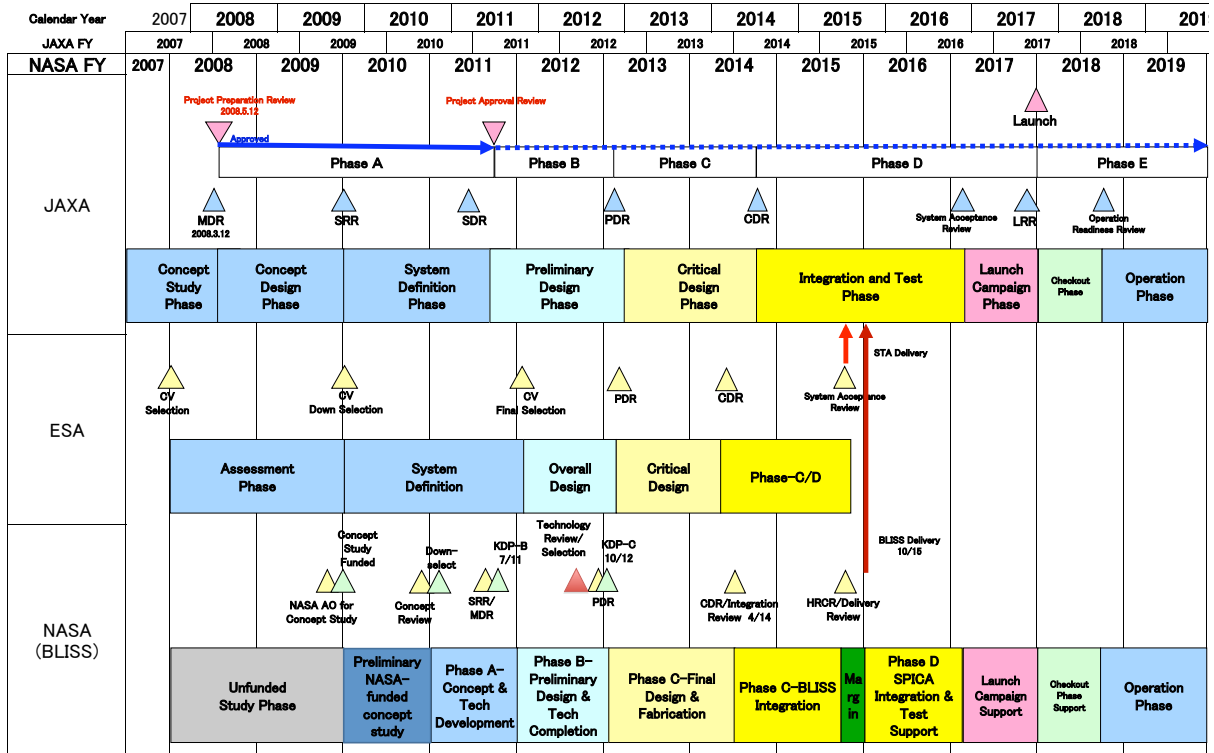 Calendar Year 2007 2008 2009 2010 2011 2012 2013 2014 2015 2016 2017 2018 2019
JAXA FY 2007 2008 2009 2010 2011 2012 2013 2014 2015 2016 2017 2018
NASA FY 2007 2008 2009 2010 2011 2012 2013 2014 2015 2016 2017 2018 2019
JAXA
Project Preparation Review
2008.5.12
Project Approval Review
Launch
Approved
Phase A
Phase B
Phase C
Phase D
Phase E
MDR
2008.3.12
SRR
SDR
PDR
CDR
System Acceptance
Review
LRR
Operation
Readiness Review
Concept
Study
Phase
Concept
Design
Phase
System
Definition
Phase
Preliminary
Design
Phase
Critical
Design
Phase
Integration and Test
Phase
Launch
Campaign
Phase
Checkout
Phase
Operation
Phase
ESA
STA Delivery
CV
Selection
CV
Down Selection
CV
Final Selection
PDR
CDR
System Acceptance
Review
Assessment
Phase
System
Definition
Overall
Design
Critical
Design
Phase-C/D
NASA
(BLISS)
BLISS Delivery
10/15
NASA AO for
Concept Study
Concept
Study
Funded
Concept
Review
Down-
select
SRR/
MDR
KDP-B
7/11
Technology
Review/
Selection
PDR
KDP-C
10/12
CDR/Integration
Review 4/14
HRCR/Delivery
Review
Unfunded
Study Phase
Preliminary
NASA-
funded
concept
study
Phase A-
Concept &
Tech
Development
Phase B-
Preliminary
Design &
Tech
Completion
Phase C-Final
Design &
Fabrication
Phase C-BLISS
Integration
Ma
rg
in
Phase D
SPICA
Integration &
Test
Support
Launch
Campaign
Support
Checkout
Phase
Support
Operation
Phase